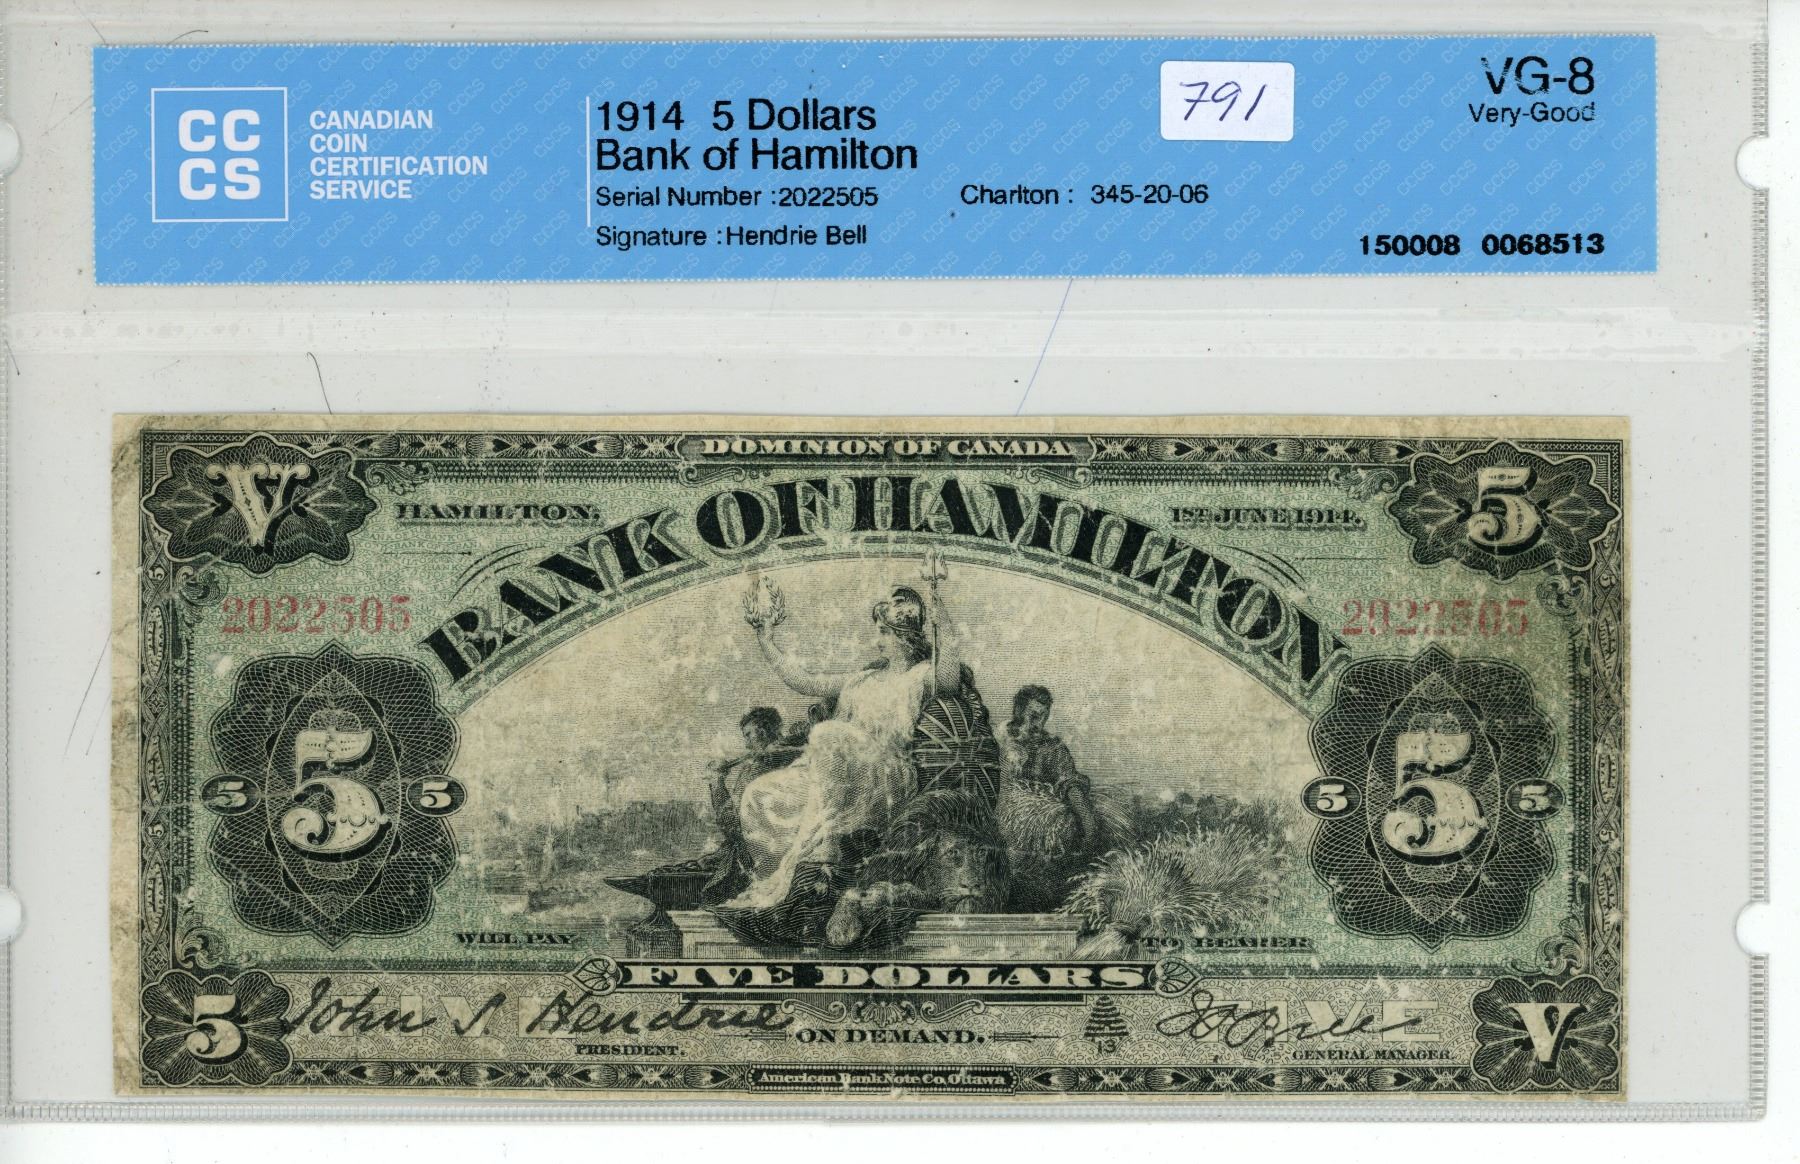 CC
CS
CANADIAN
COIN
CERTIFICATION
SERVICE
1914 5 Dollars
Bank of Hamilton
Serial Number :2022505 Charlton : 345-20-06
Signature :Hendrie Bell
791
VG-8
Very-Good
150008 0068513
DOMINION OF CANADA
V
5
HAMILTON.
1ST JUNE 1914.
BANK OF HAMILTON
2022505
2022505
5 5 5
5 5 5
WILL PAY
TO BEARER
FIVE DOLLARS
5
FIVE
FIVE
V
John S. Hendrie
PRESIDENT.
ON DEMAND.
13
GENERAL MANAGER.
American Bank Note Co. Ottawa